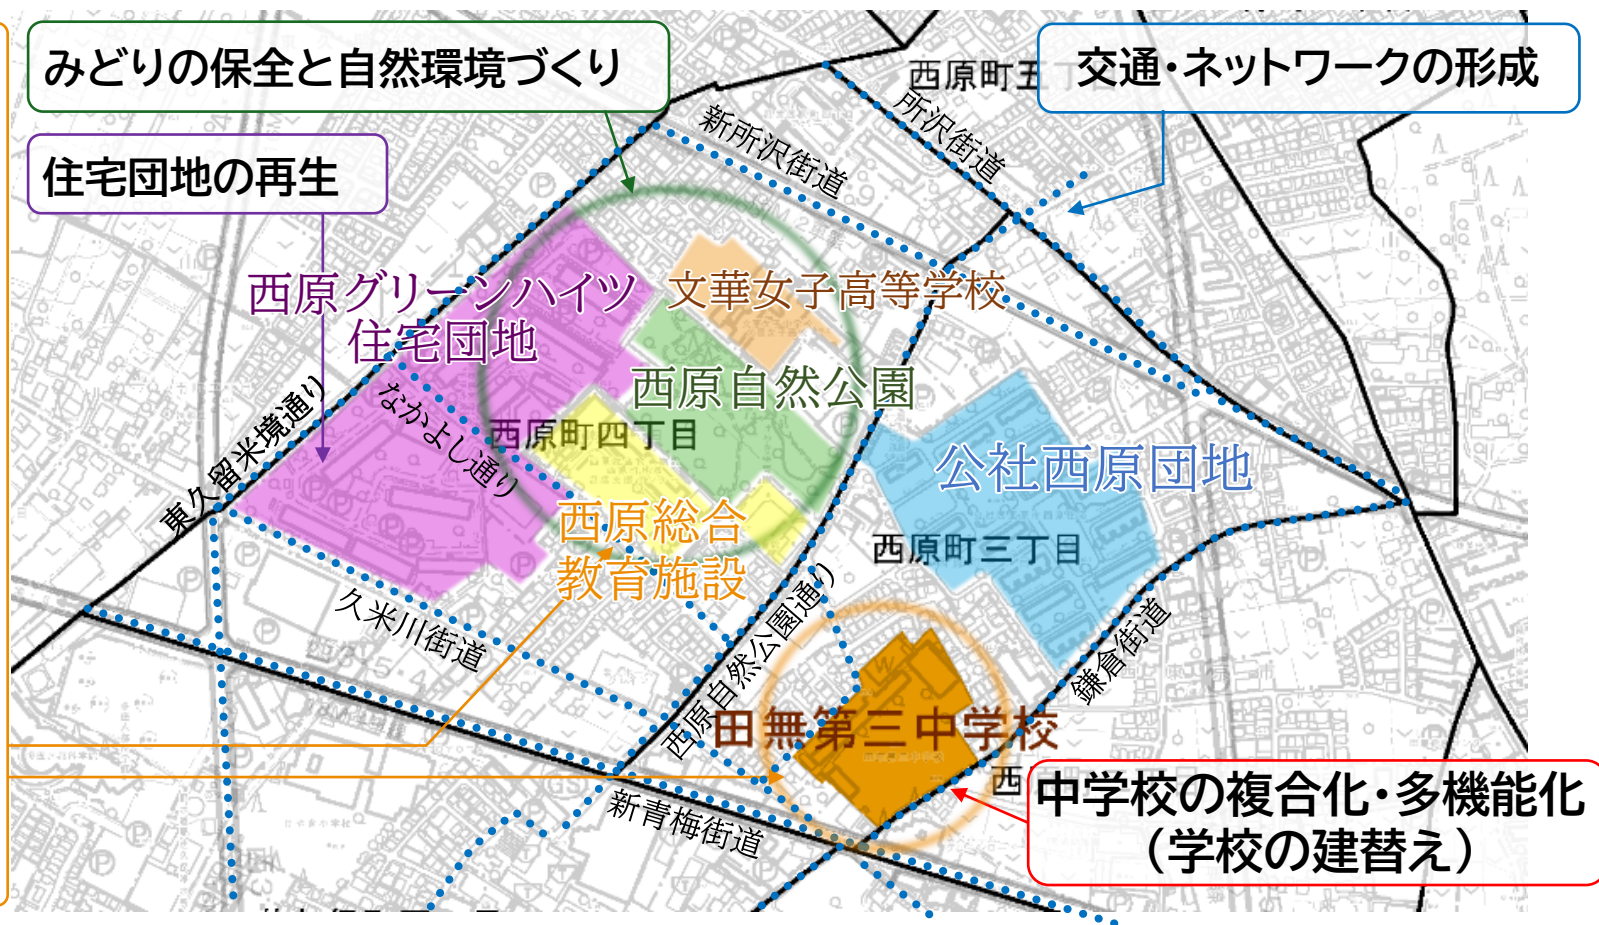 みどりの保全と自然環境づくり
交通・ネットワークの形成
西原町五丁
住宅団地の再生
新所沢街道
所沢街道
西原グリーンハイツ
住宅団地
文華女子高等学校
西原自然公園
なかよし通り
西原町四丁目
東久留米境通り
公社西原団地
西原総合
教育施設
西原町三丁目
久米川街道
西原自然公園通り
鎌倉街道
田無第三中学校
西
中学校の複合化・多機能化
（学校の建替え）
新青梅街道